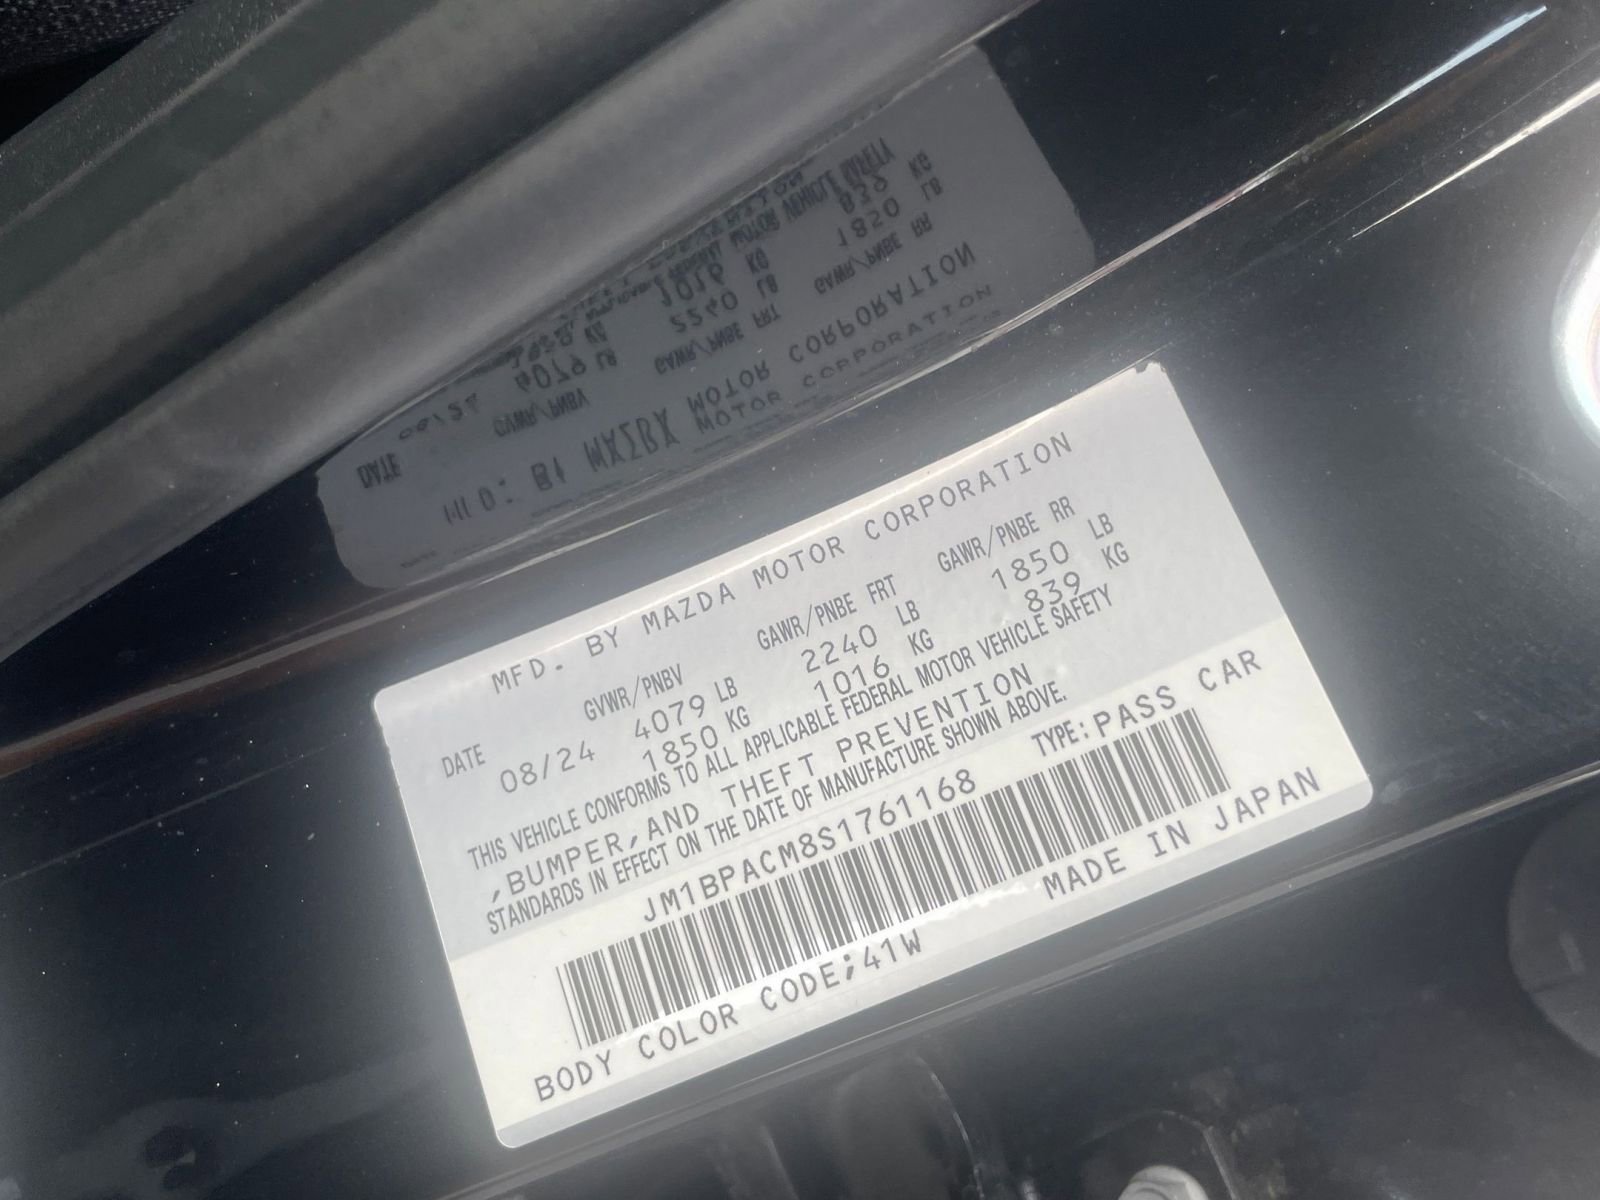 MFD. BY MAZDA MOTOR CORPORATION
GVWR/PNBV GAWR/PNBE FRT GAWR/PNBE RR
DATE 08/24 4079 LB 2240 LB 1850 LB
1850 KG 1016 KG 839 KG
THIS VEHICLE CONFORMS TO ALL APPLICABLE FEDERAL MOTOR VEHICLE SAFETY
,BUMPER,AND THEFT PREVENTION
STANDARDS IN EFFECT ON THE DATE OF MANUFACTURE SHOWN ABOVE.
JM1BPACM8S1761168 TYPE:PASS CAR
BODY COLOR CODE;41W MADE IN JAPAN